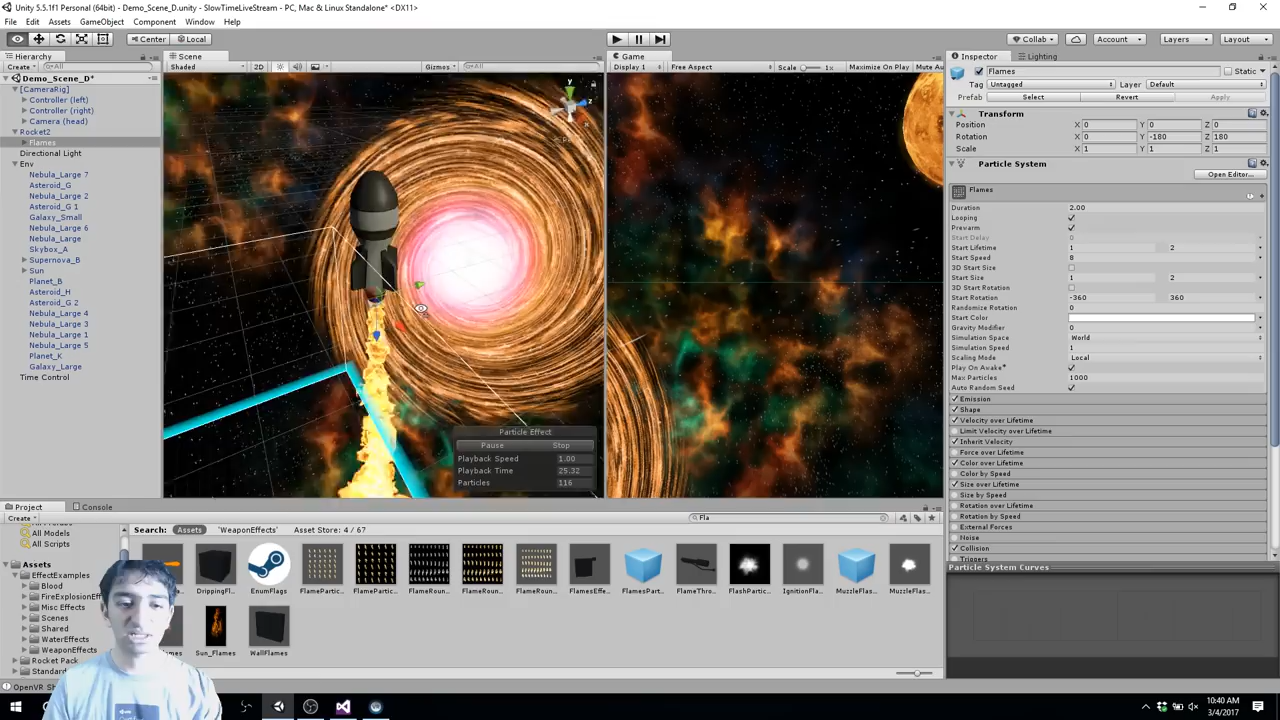 Unity 5.5.1f1 Personal (64bit) - Demo_Scene_D.unity - SlowTimeLiveStream - PC, Mac & Linux Standalone* <DX11>
File Edit Assets GameObject Component Window Help
Center Local Collab Account Layers Layout
Hierarchy Scene Game Inspector Lighting
Create All
Shaded 2D Gizmos All
Display 1 Free Aspect Scale 1x Maximize On Play Mute Au
Demo_Scene_D*
[CameraRig]
Controller (left)
Controller (right)
Camera (head)
Rocket2
Flames
Directional Light
Env
Nebula_Large 7
Asteroid_G
Nebula_Large 2
Asteroid_G 1
Galaxy_Small
Nebula_Large 6
Nebula_Large
Skybox_A
Supernova_B
Sun
Planet_B
Asteroid_H
Asteroid_G 2
Nebula_Large 4
Nebula_Large 3
Nebula_Large 1
Nebula_Large 5
Planet_K
Galaxy_Large
Time Control
y
z
Particle Effect
Pause Stop
Playback Speed 1.00
Playback Time 25.32
Particles 116
Flames Static
Tag Untagged Layer Default
Prefab Select Revert Apply
Transform
Position X 0 Y 0 Z 0
Rotation X 0 Y -180 Z 180
Scale X 1 Y 1 Z 1
Particle System
Open Editor...
Flames
Duration 2.00
Looping
Prewarm
Start Delay 0
Start Lifetime 1 2
Start Speed 8
3D Start Size
Start Size 1 2
3D Start Rotation
Start Rotation -360 360
Randomize Rotation 0
Start Color
Gravity Modifier 0
Simulation Space World
Simulation Speed 1
Scaling Mode Local
Play On Awake*
Max Particles 1000
Auto Random Seed
Emission
Shape
Velocity over Lifetime
Limit Velocity over Lifetime
Inherit Velocity
Force over Lifetime
Color over Lifetime
Color by Speed
Size over Lifetime
Size by Speed
Rotation over Lifetime
Rotation by Speed
External Forces
Noise
Collision
Particle System Curves
Project Console
Create Fla
All Models
All Scripts
Assets
EffectExamples
Blood
FireExplosionEff
Misc Effects
Scenes
Shared
WaterEffects
WeaponEffects
Rocket Pack
Standard
Search: Assets 'WeaponEffects' Asset Store: 4 / 67
DrippingFl... EnumFlags FlamePartic... FlamePartic... FlameRoun... FlameRoun... FlameRoun... FlamesEffe... FlamesPart... FlameThro... FlashPartic... IgnitionFla... MuzzleFlas... MuzzleFlas...
Sun_Flames WallFlames
OpenVR Sh
10:40 AM
3/4/2017